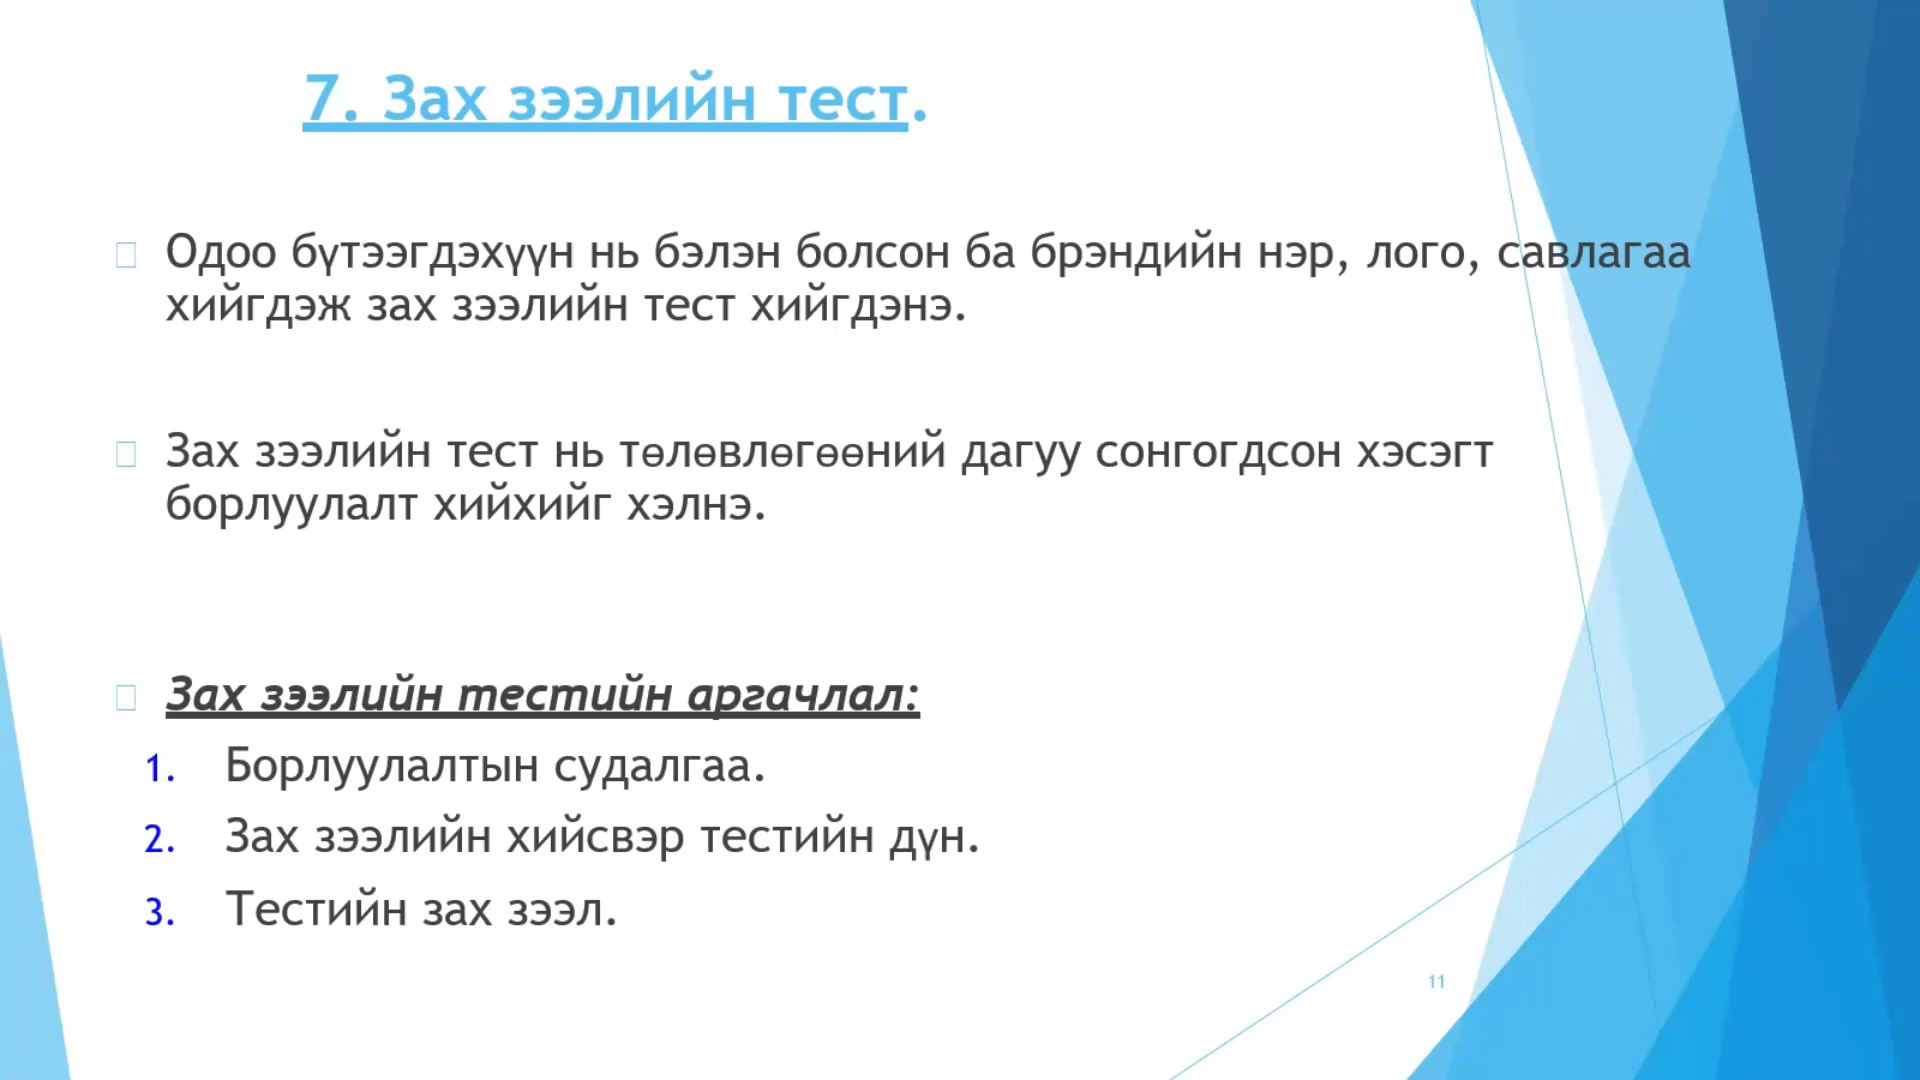 7. Зах зээлийн тест.
Одоо бүтээгдэхүүн нь бэлэн болсон ба брэндийн нэр, лого, савлагаа
хийгдэж зах зээлийн тест хийгдэнэ.
Зах зээлийн тест нь төлөвлөгөөний дагуу сонгогдсон хэсэгт
борлуулалт хийхийг хэлнэ.
Зах зээлийн тестийн аргачлал:
1. Борлуулалтын судалгаа.
2. Зах зээлийн хийсвэр тестийн дүн.
3. Тестийн зах зээл.
11